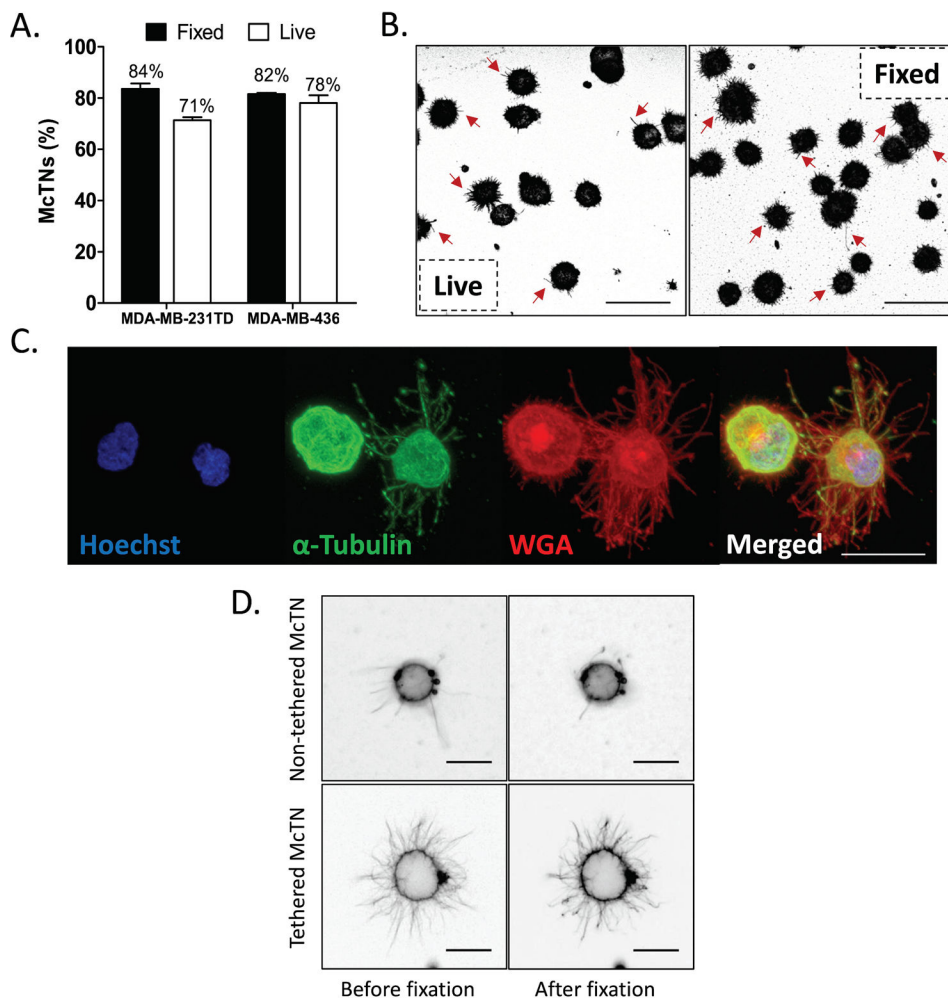 A.
Fixed
Live
McTNs (%)
100
80
60
40
20
0
84%
71%
82%
78%
MDA-MB-231TD
MDA-MB-436
B.
Live
Fixed
C.
Hoechst
α-Tubulin
WGA
Merged
D.
Non-tethered McTN
Tethered McTN
Before fixation
After fixation